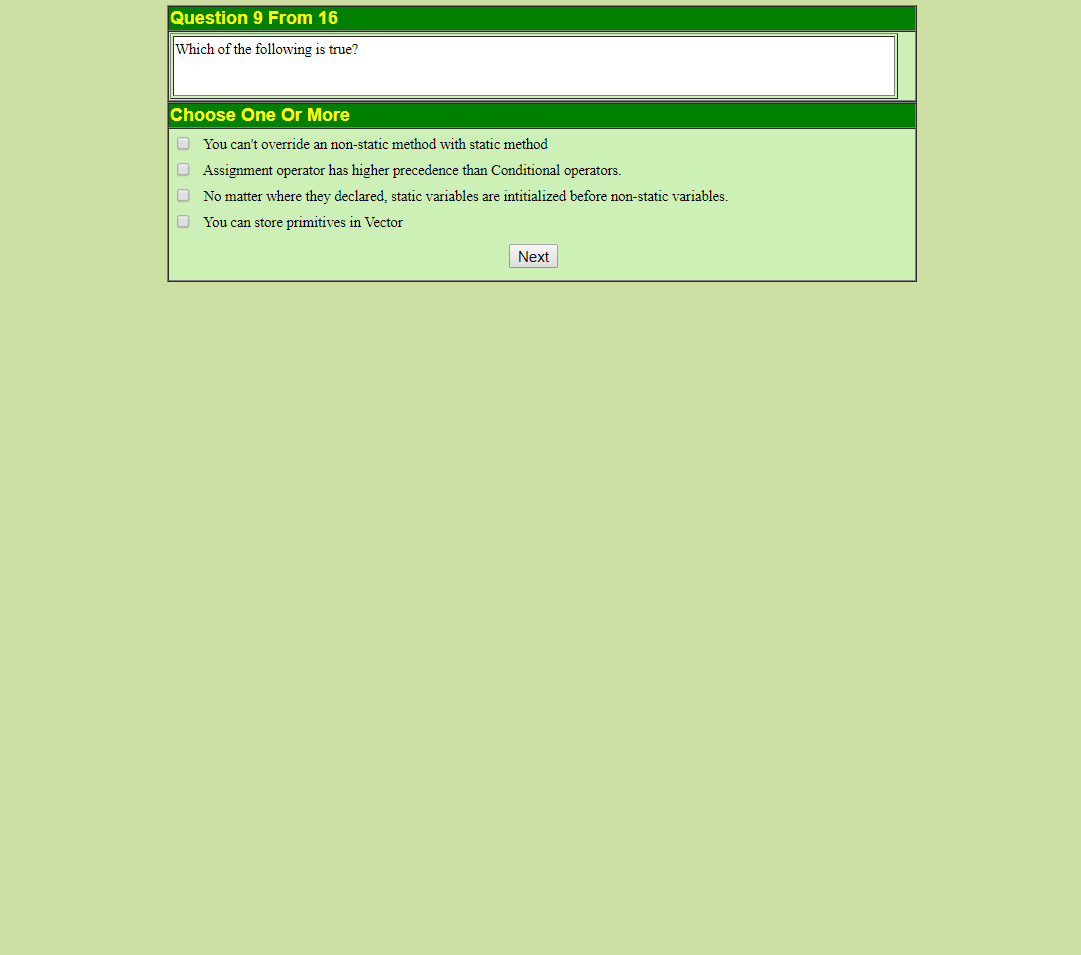 Question 9 From 16
Which of the following is true?
Choose One Or More
You can't override an non-static method with static method
Assignment operator has higher precedence than Conditional operators.
No matter where they declared, static variables are intitialized before non-static variables.
You can store primitives in Vector
Next